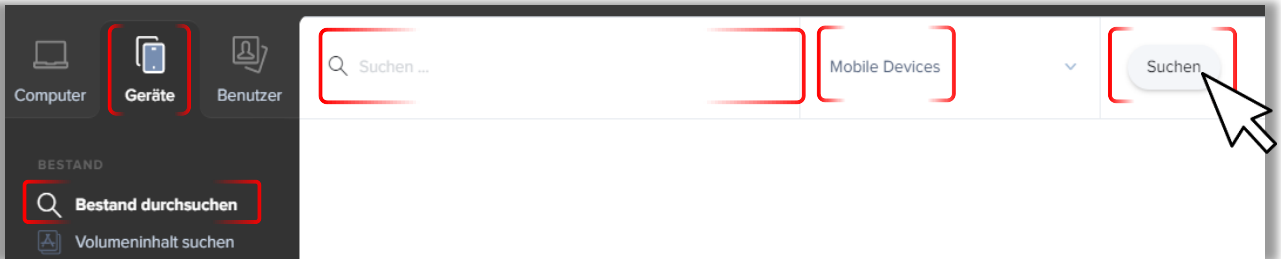 Computer
Geräte
Benutzer
Suchen ...
Mobile Devices
Suchen
BESTAND
Bestand durchsuchen
Volumeninhalt suchen